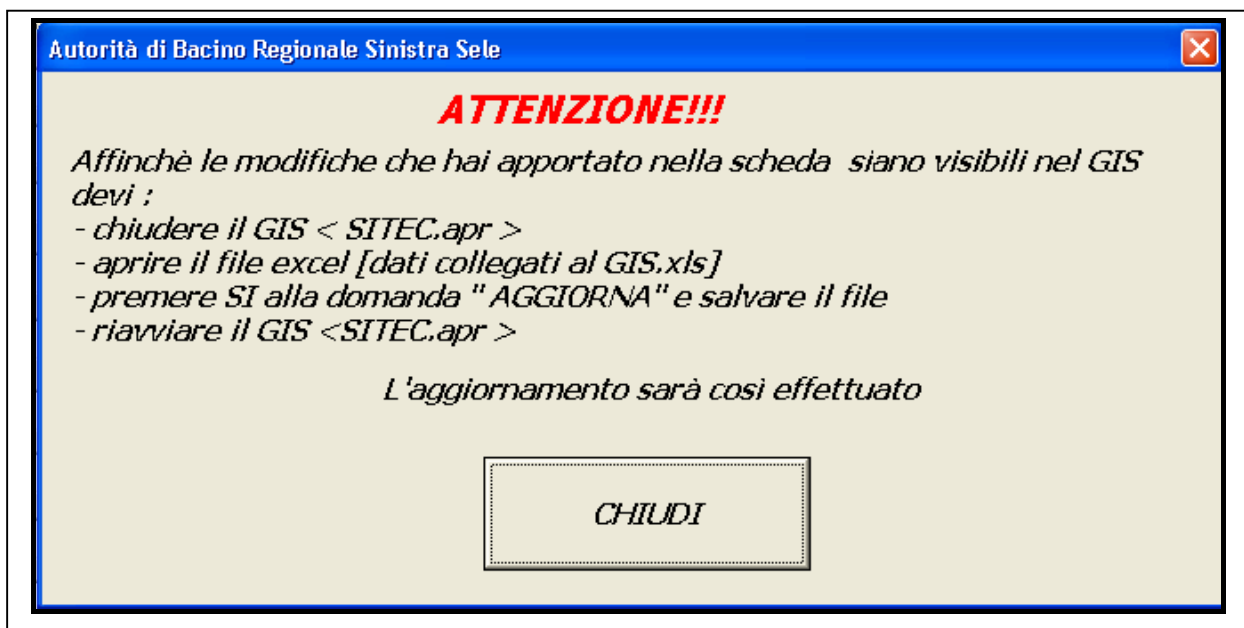 Autorità di Bacino Regionale Sinistra Sele
ATTENZIONE!!!
Affinchè le modifiche che hai apportato nella scheda siano visibili nel GIS
devi :
- chiudere il GIS < SITEC.apr >
- aprire il file excel [dati collegati al GIS.xls]
- premere SI alla domanda " AGGIORNA" e salvare il file
- riavviare il GIS <SITEC.apr >
L'aggiornamento sarà così effettuato
CHIUDI